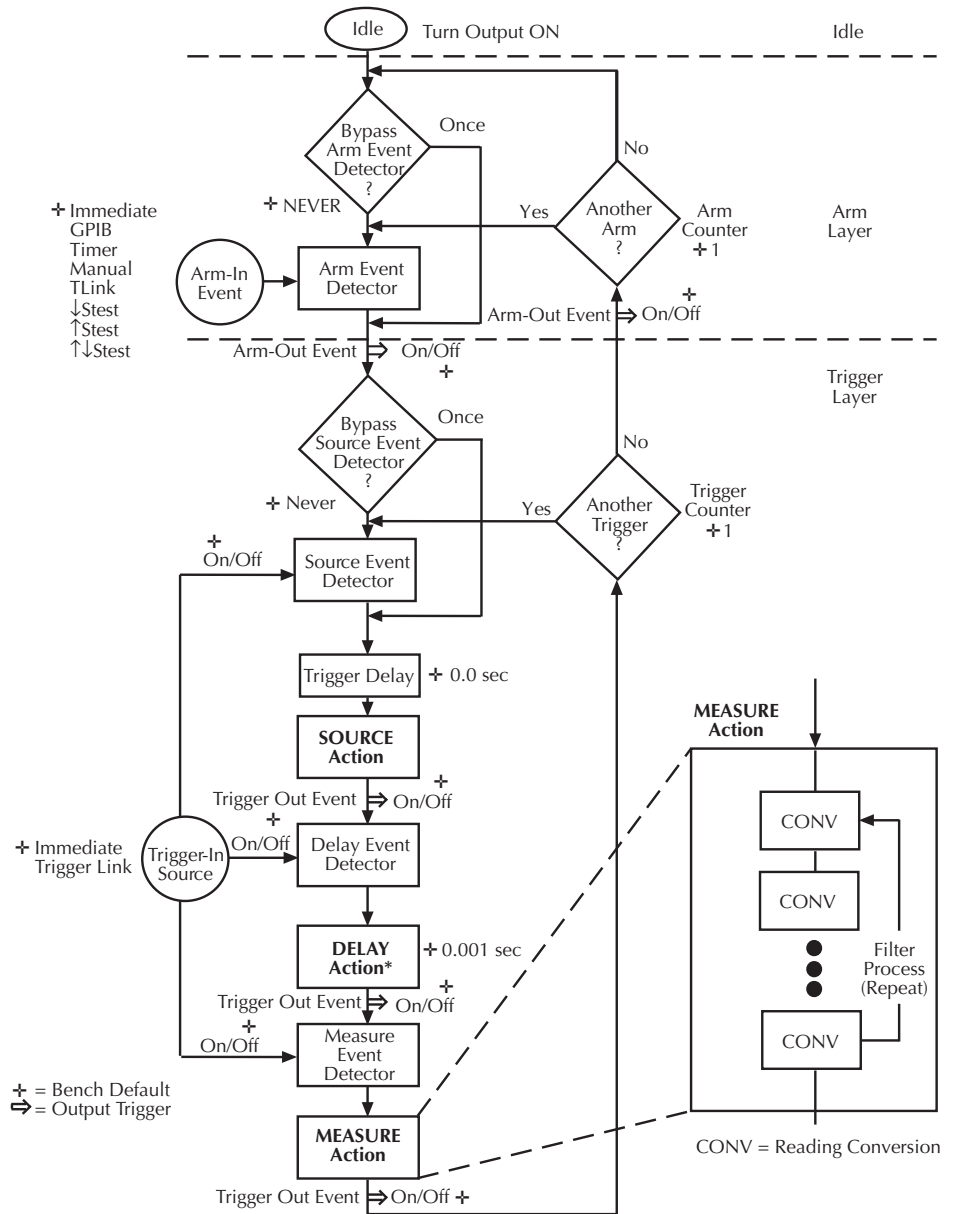 Idle
Turn Output ON
Idle
Bypass
Arm Event
Detector
?
Once
No
✛ NEVER
✛ Immediate
GPIB
Timer
Manual
TLink
↓Stest
↑Stest
↑↓Stest
Arm-In
Event
Arm Event
Detector
Yes
Another
Arm
?
Arm
Counter
✛ 1
Arm
Layer
Arm-Out Event ⇒ On/Off
✛
Arm-Out Event ⇒ On/Off
✛
Trigger
Layer
Bypass
Source Event
Detector
?
Once
No
✛ Never
Yes
Another
Trigger
?
Trigger
Counter
✛ 1
✛
On/Off
Source Event
Detector
Trigger Delay
✛ 0.0 sec
SOURCE
Action
✛
Trigger Out Event ⇒ On/Off
✛ Immediate
Trigger Link
Trigger-In
Source
✛
On/Off
Delay Event
Detector
DELAY
Action*
✛ 0.001 sec
✛
Trigger Out Event ⇒ On/Off
✛
On/Off
Measure
Event
Detector
✛ = Bench Default
⇒ = Output Trigger
MEASURE
Action
Trigger Out Event ⇒ On/Off ✛
MEASURE
Action
CONV
CONV
Filter
Process
(Repeat)
CONV
CONV = Reading Conversion